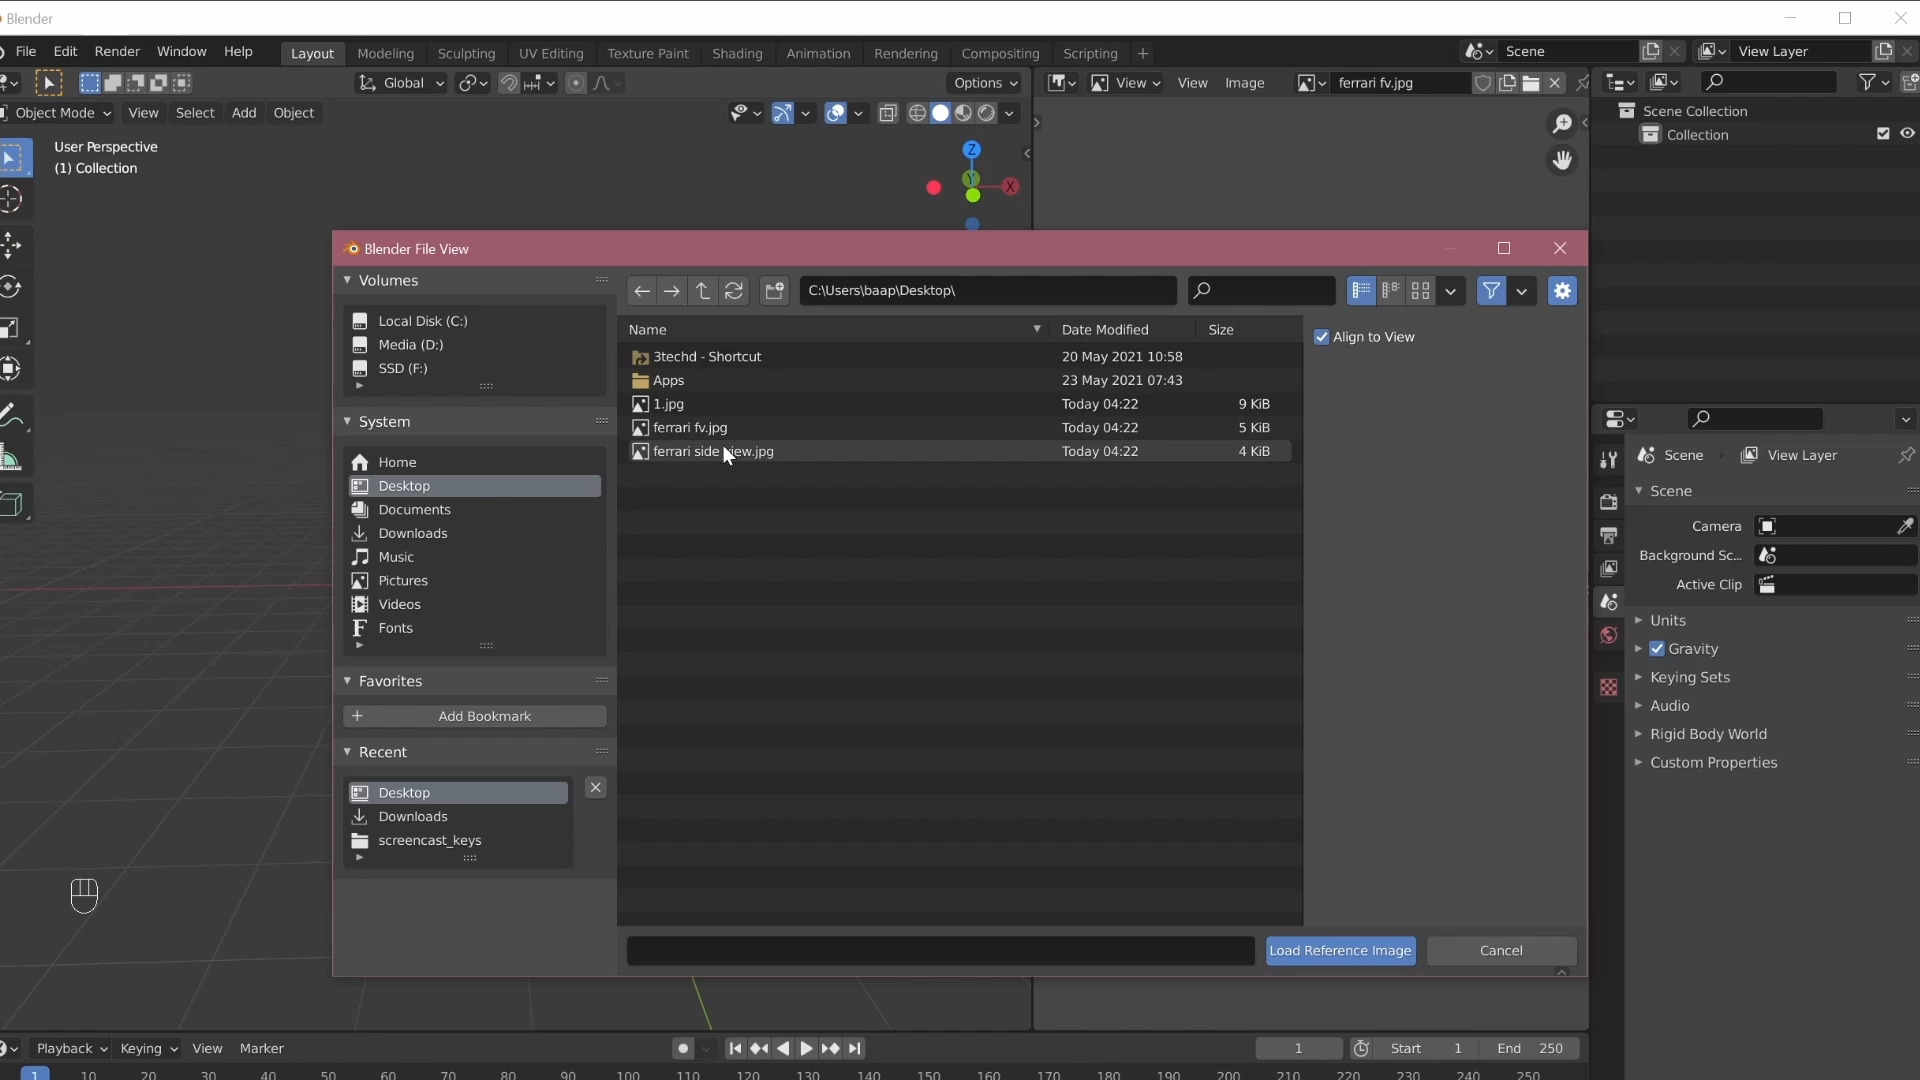 Blender
File Edit Render Window Help Layout Modeling Sculpting UV Editing Texture Paint Shading Animation Rendering Compositing Scripting + Scene View Layer
Global Options View View Image ferrari fv.jpg
Object Mode View Select Add Object
Scene Collection
Collection
User Perspective
(1) Collection
Z
Y
X
Blender File View
Volumes
C:\Users\baap\Desktop\
Local Disk (C:)
Media (D:)
SSD (F:)
System
Home
Desktop
Documents
Downloads
Music
Pictures
Videos
Fonts
Favorites
Add Bookmark
Recent
Desktop
Downloads
screencast_keys
Name Date Modified Size
3techd - Shortcut 20 May 2021 10:58
Apps 23 May 2021 07:43
1.jpg Today 04:22 9 KiB
ferrari fv.jpg Today 04:22 5 KiB
ferrari side view.jpg Today 04:22 4 KiB
Align to View
Load Reference Image Cancel
Scene View Layer
Scene
Camera
Background Sc...
Active Clip
Units
Gravity
Keying Sets
Audio
Rigid Body World
Custom Properties
Playback Keying View Marker 1 Start 1 End 250
1 10 20 30 40 50 60 70 80 90 100 110 120 130 140 150 160 170 180 190 200 210 220 230 240 250